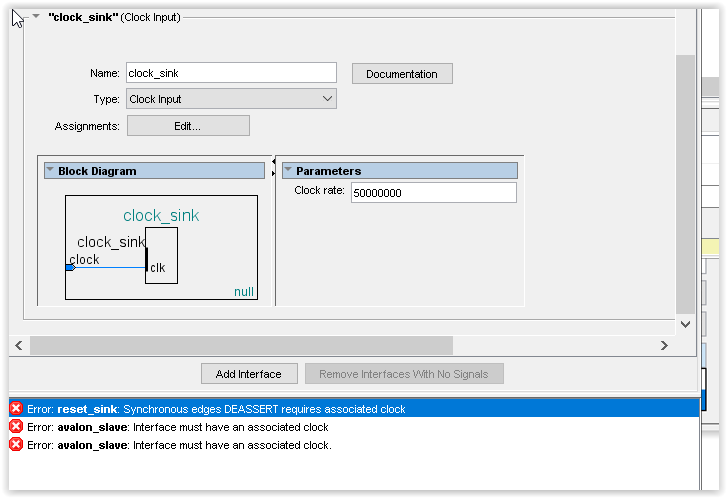 "clock_sink" (Clock Input)
Name: clock_sink Documentation
Type: Clock Input
Assignments: Edit...
Block Diagram
clock_sink
clock_sink
clock
clk
null
Parameters
Clock rate: 50000000
Add Interface Remove Interfaces With No Signals
Error: reset_sink: Synchronous edges DEASSERT requires associated clock
Error: avalon_slave: Interface must have an associated clock
Error: avalon_slave: Interface must have an associated clock.